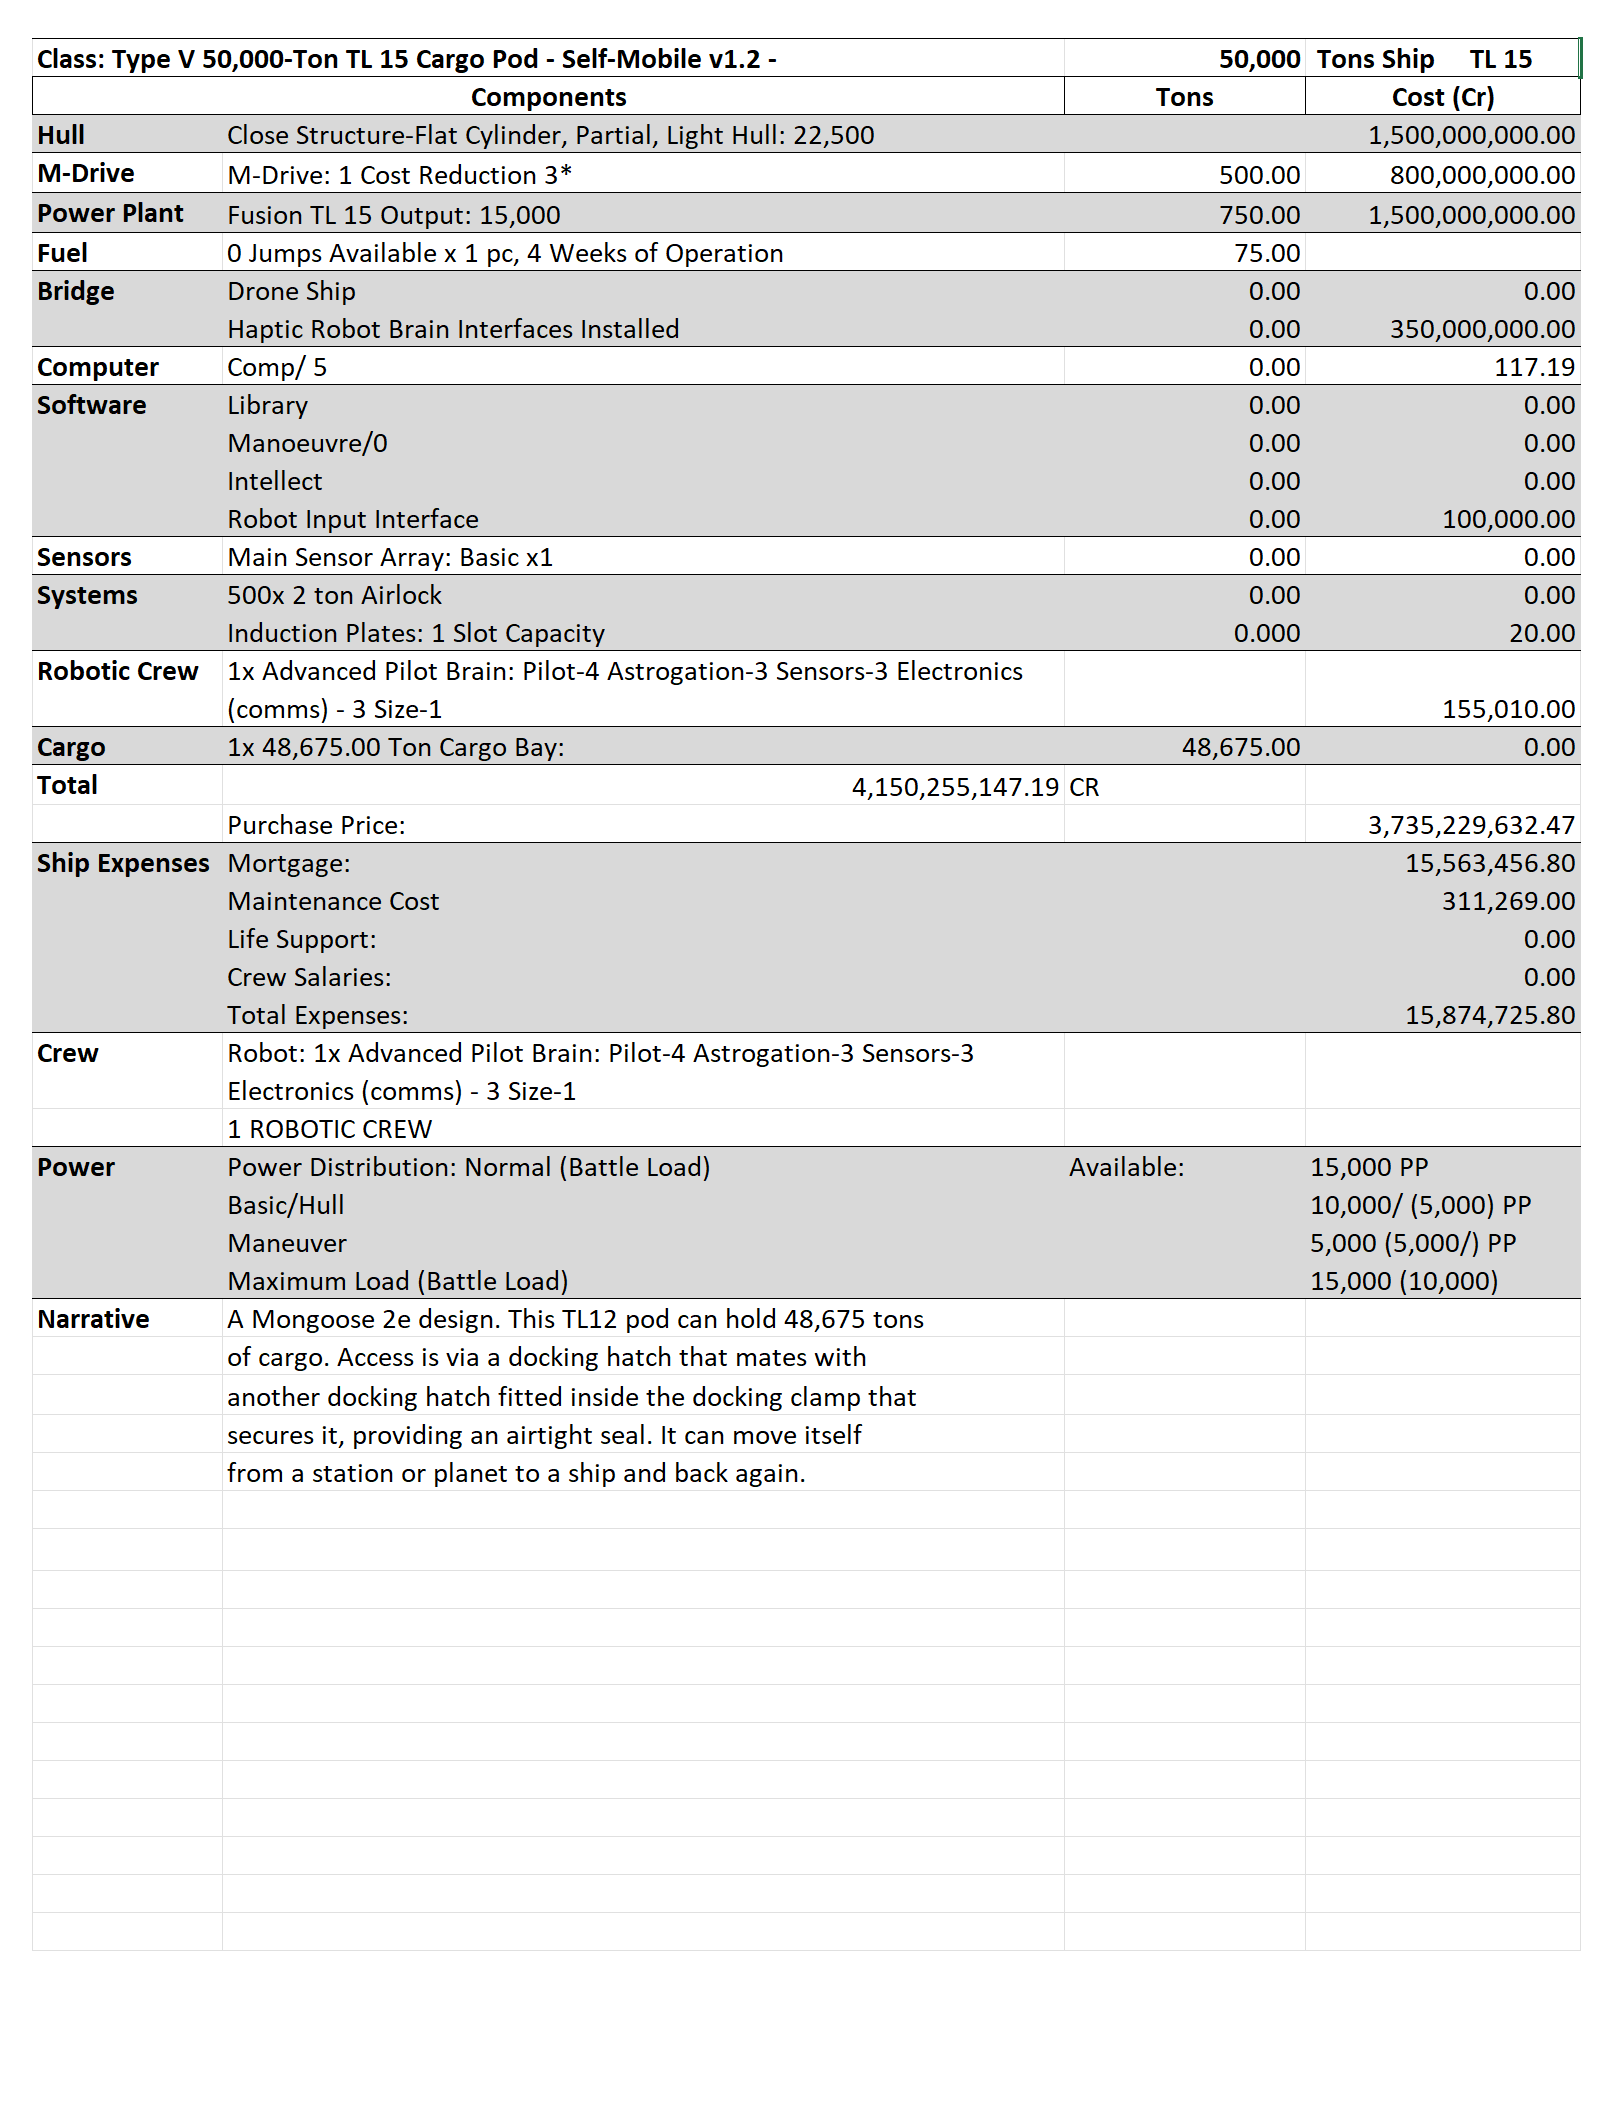 Class: Type V 50,000-Ton TL 15 Cargo Pod - Self-Mobile v1.2 - 50,000 Tons Ship TL 15
Components Tons Cost (Cr)
Hull Close Structure-Flat Cylinder, Partial, Light Hull: 22,500 1,500,000,000.00
M-Drive M-Drive: 1 Cost Reduction 3* 500.00 800,000,000.00
Power Plant Fusion TL 15 Output: 15,000 750.00 1,500,000,000.00
Fuel 0 Jumps Available x 1 pc, 4 Weeks of Operation 75.00
Bridge Drone Ship 0.00 0.00
Haptic Robot Brain Interfaces Installed 0.00 350,000,000.00
Computer Comp/ 5 0.00 117.19
Software Library 0.00 0.00
Manoeuvre/0 0.00 0.00
Intellect 0.00 0.00
Robot Input Interface 0.00 100,000.00
Sensors Main Sensor Array: Basic x1 0.00 0.00
Systems 500x 2 ton Airlock 0.00 0.00
Induction Plates: 1 Slot Capacity 0.000 20.00
Robotic Crew 1x Advanced Pilot Brain: Pilot-4 Astrogation-3 Sensors-3 Electronics
(comms) - 3 Size-1 155,010.00
Cargo 1x 48,675.00 Ton Cargo Bay: 48,675.00 0.00
Total 4,150,255,147.19 CR
Purchase Price: 3,735,229,632.47
Ship Expenses Mortgage: 15,563,456.80
Maintenance Cost 311,269.00
Life Support: 0.00
Crew Salaries: 0.00
Total Expenses: 15,874,725.80
Crew Robot: 1x Advanced Pilot Brain: Pilot-4 Astrogation-3 Sensors-3
Electronics (comms) - 3 Size-1
1 ROBOTIC CREW
Power Power Distribution: Normal (Battle Load) Available: 15,000 PP
Basic/Hull 10,000/ (5,000) PP
Maneuver 5,000 (5,000/) PP
Maximum Load (Battle Load) 15,000 (10,000)
Narrative A Mongoose 2e design. This TL12 pod can hold 48,675 tons
of cargo. Access is via a docking hatch that mates with
another docking hatch fitted inside the docking clamp that
secures it, providing an airtight seal. It can move itself
from a station or planet to a ship and back again.